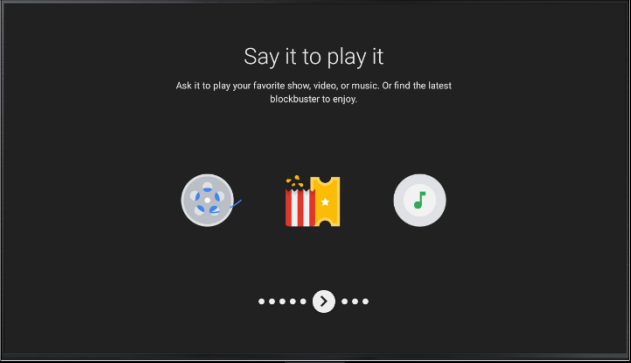 Say it to play it
Ask it to play your favorite show, video, or music. Or find the latest
blockbuster to enjoy.